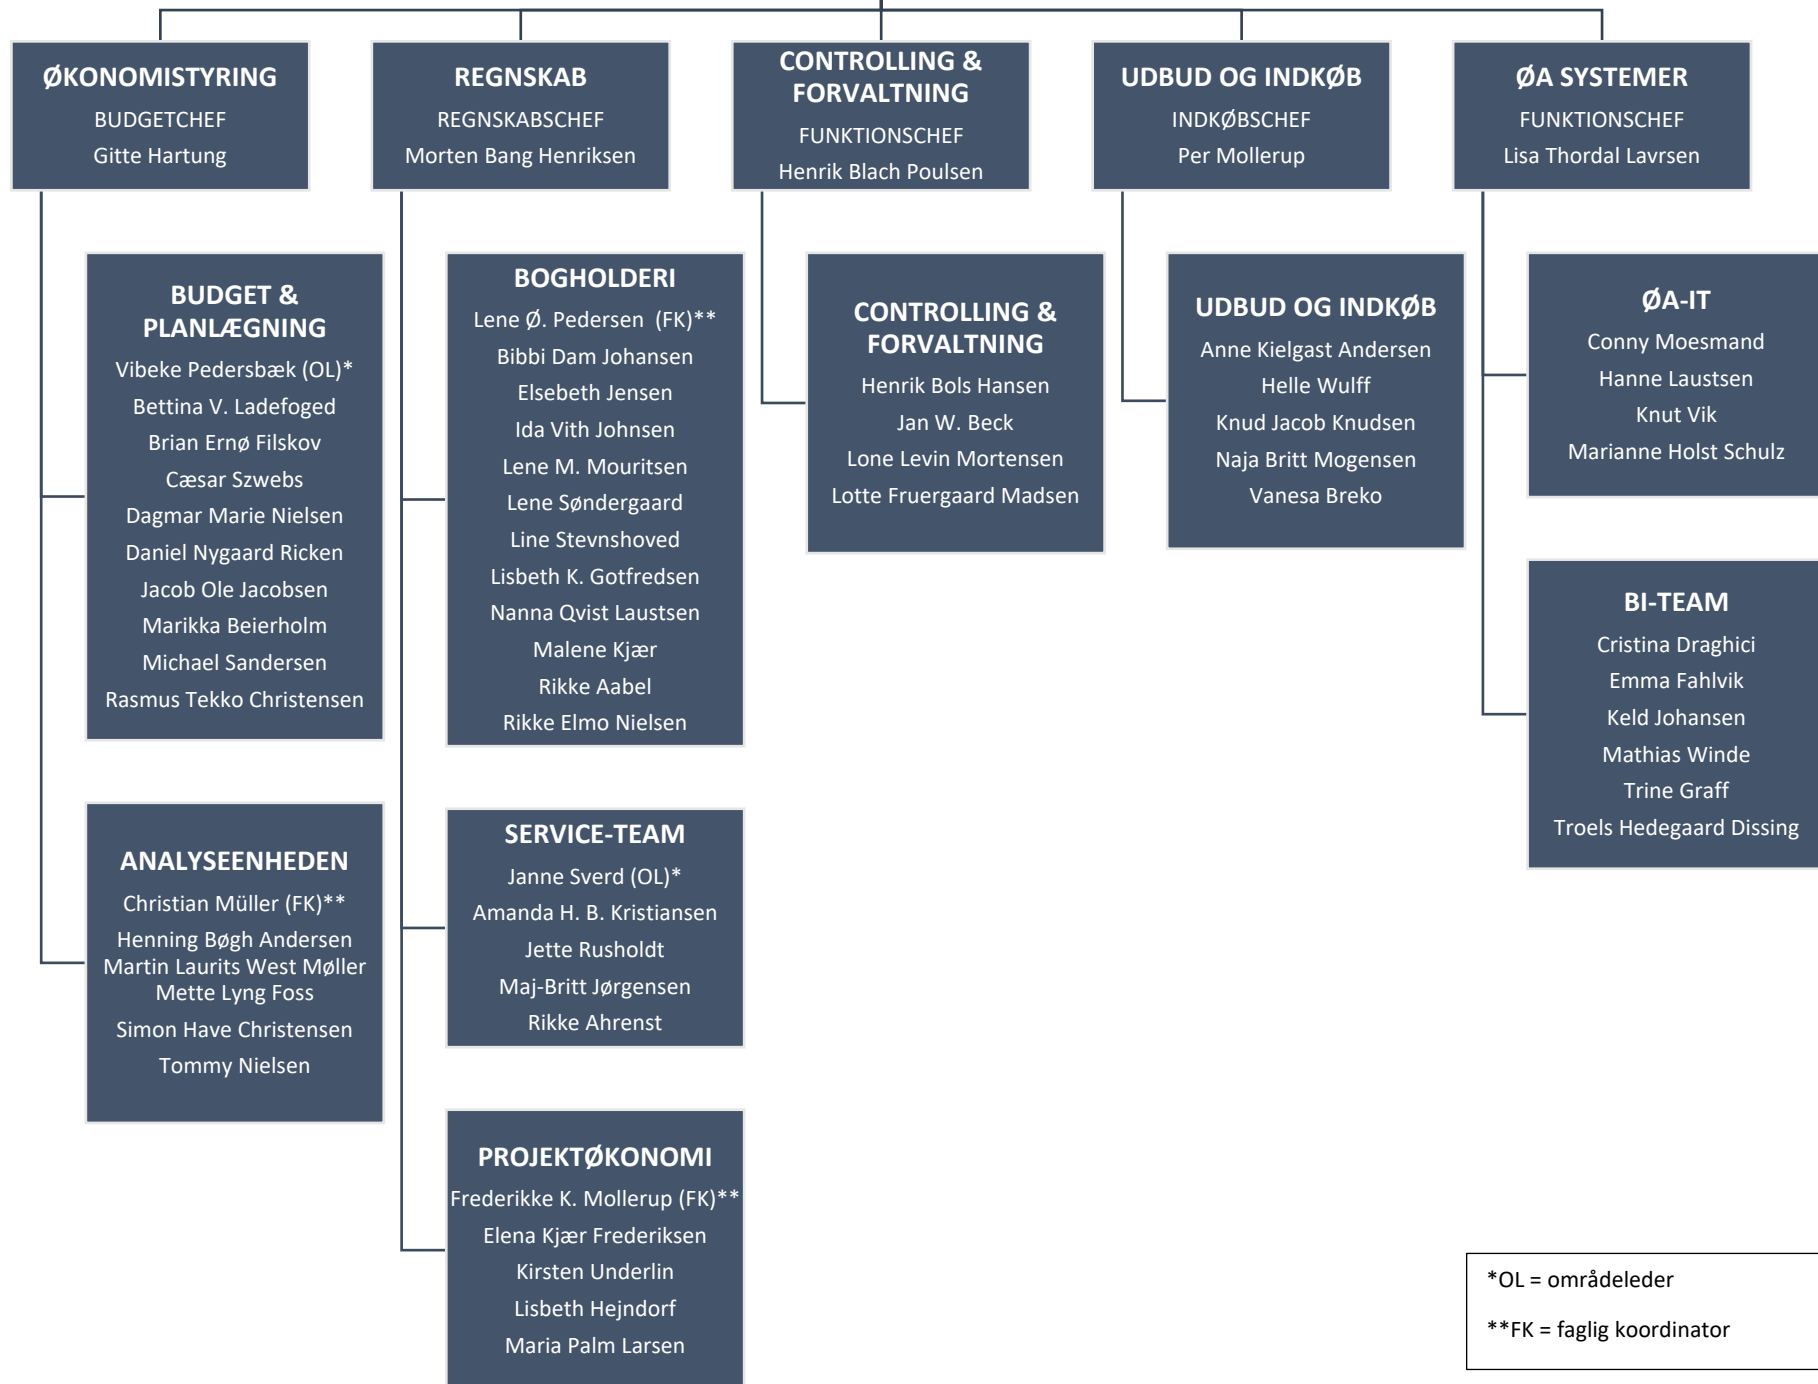 ØKONOMISTYRING
BUDGETCHEF
Gitte Hartung
REGNSKAB
REGNSKABSCHEF
Morten Bang Henriksen
CONTROLLING &
FORVALTNING
FUNKTIONSCHEF
Henrik Blach Poulsen
UDBUD OG INDKØB
INDKØBSCHEF
Per Mollerup
ØA SYSTEMER
FUNKTIONSCHEF
Lisa Thordal Lavrsen
BUDGET &
PLANLÆGNING
Vibeke Pedersbæk (OL)*
Bettina V. Ladefoged
Brian Ernø Filskov
Cæsar Szwebs
Dagmar Marie Nielsen
Daniel Nygaard Ricken
Jacob Ole Jacobsen
Marikka Beierholm
Michael Sandersen
Rasmus Tekko Christensen
ANALYSEENHEDEN
Christian Müller (FK)**
Henning Bøgh Andersen
Martin Laurits West Møller
Mette Lyng Foss
Simon Have Christensen
Tommy Nielsen
BOGHOLDERI
Lene Ø. Pedersen (FK)**
Bibbi Dam Johansen
Elsebeth Jensen
Ida Vith Johnsen
Lene M. Mouritsen
Lene Søndergaard
Line Stevnshoved
Lisbeth K. Gotfredsen
Nanna Qvist Laustsen
Malene Kjær
Rikke Aabel
Rikke Elmo Nielsen
SERVICE-TEAM
Janne Sverd (OL)*
Amanda H. B. Kristiansen
Jette Rusholdt
Maj-Britt Jørgensen
Rikke Ahrenst
PROJEKTØKONOMI
Frederikke K. Mollerup (FK)**
Elena Kjær Frederiksen
Kirsten Underlin
Lisbeth Hejndorf
Maria Palm Larsen
CONTROLLING &
FORVALTNING
Henrik Bols Hansen
Jan W. Beck
Lone Levin Mortensen
Lotte Fruergaard Madsen
UDBUD OG INDKØB
Anne Kielgast Andersen
Helle Wulff
Knud Jacob Knudsen
Naja Britt Mogensen
Vanesa Breko
ØA-IT
Conny Moesmand
Hanne Laustsen
Knut Vik
Marianne Holst Schulz
BI-TEAM
Cristina Draghici
Emma Fahlvik
Keld Johansen
Mathias Winde
Trine Graff
Troels Hedegaard Dissing
*OL = områdeleder
**FK = faglig koordinator